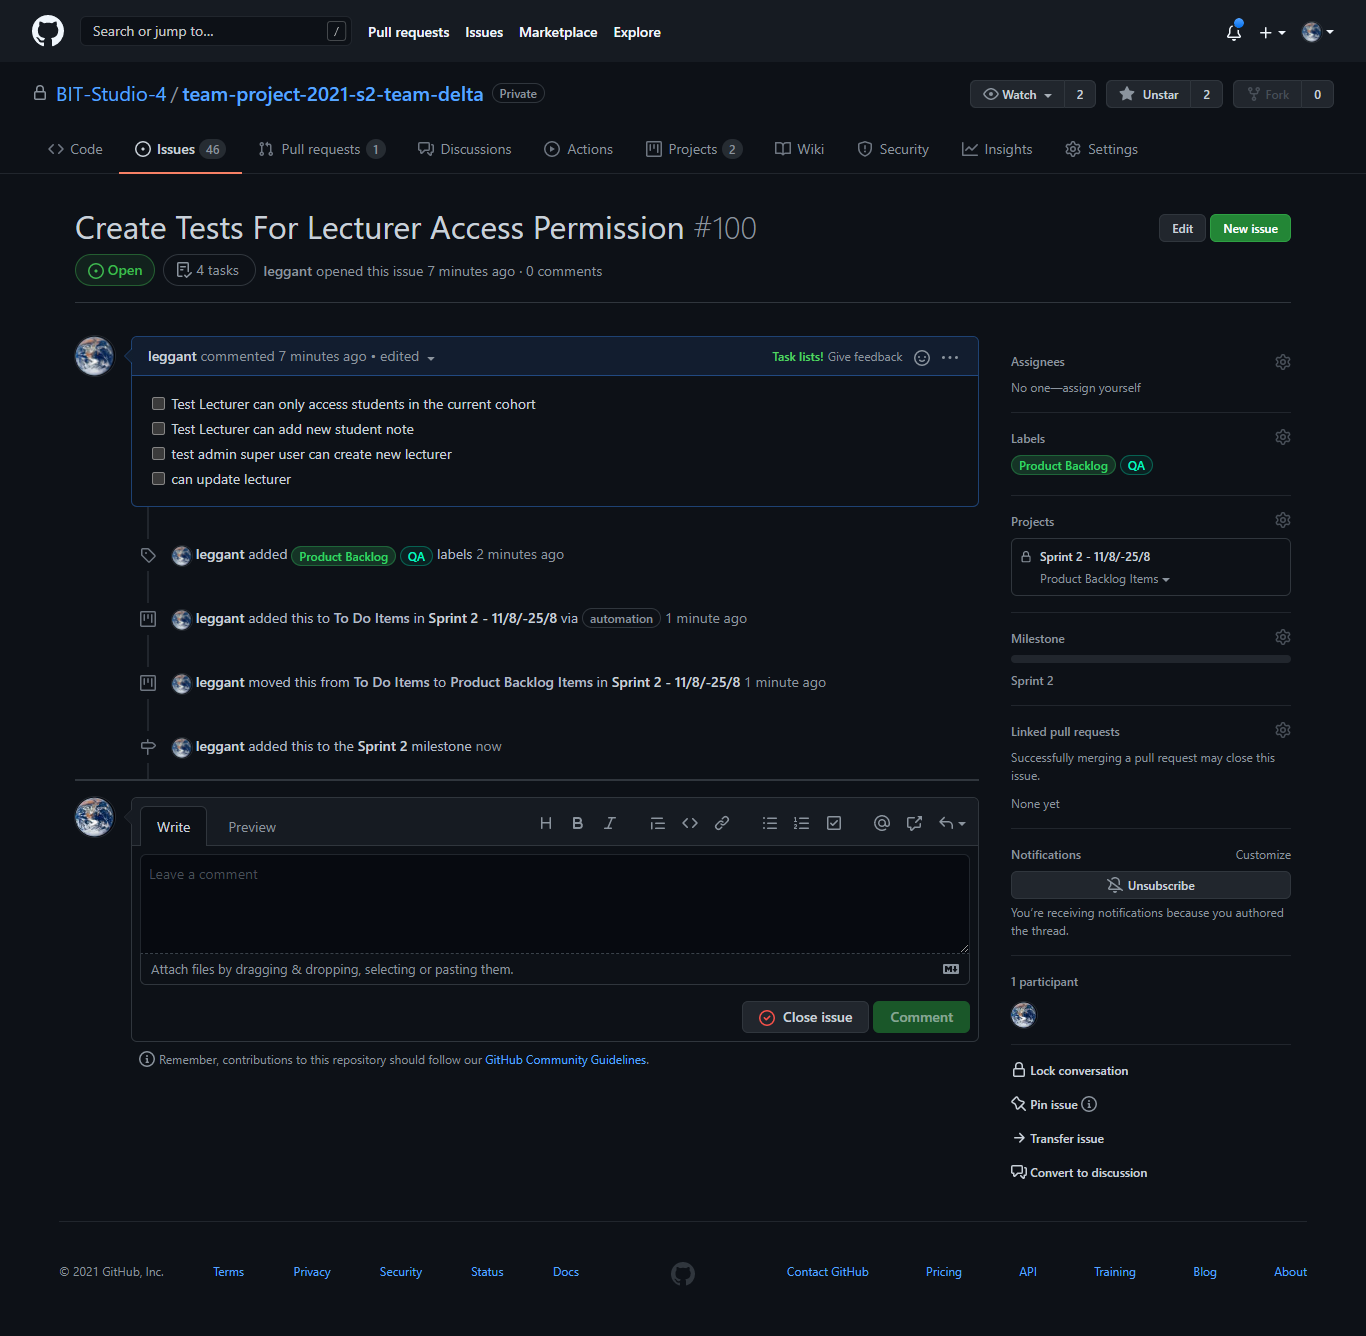 Search or jump to... /
Pull requests Issues Marketplace Explore
BIT-Studio-4 / team-project-2021-s2-team-delta Private
Watch 2 Unstar 2 Fork 0
Code Issues 46 Pull requests 1 Discussions Actions Projects 2 Wiki Security Insights Settings
Create Tests For Lecturer Access Permission #100
Edit New issue
Open 4 tasks leggant opened this issue 7 minutes ago · 0 comments
leggant commented 7 minutes ago • edited
Task lists! Give feedback
Test Lecturer can only access students in the current cohort
Test Lecturer can add new student note
test admin super user can create new lecturer
can update lecturer
leggant added Product Backlog QA labels 2 minutes ago
leggant added this to To Do Items in Sprint 2 - 11/8/-25/8 via automation 1 minute ago
leggant moved this from To Do Items to Product Backlog Items in Sprint 2 - 11/8/-25/8 1 minute ago
leggant added this to the Sprint 2 milestone now
Write Preview
Leave a comment
Attach files by dragging & dropping, selecting or pasting them.
Close issue Comment
Remember, contributions to this repository should follow our GitHub Community Guidelines.
Assignees
No one—assign yourself
Labels
Product Backlog QA
Projects
Sprint 2 - 11/8/-25/8
Product Backlog Items
Milestone
Sprint 2
Linked pull requests
Successfully merging a pull request may close this
issue.
None yet
Notifications Customize
Unsubscribe
You're receiving notifications because you authored
the thread.
1 participant
Lock conversation
Pin issue
Transfer issue
Convert to discussion
© 2021 GitHub, Inc. Terms Privacy Security Status Docs Contact GitHub Pricing API Training Blog About